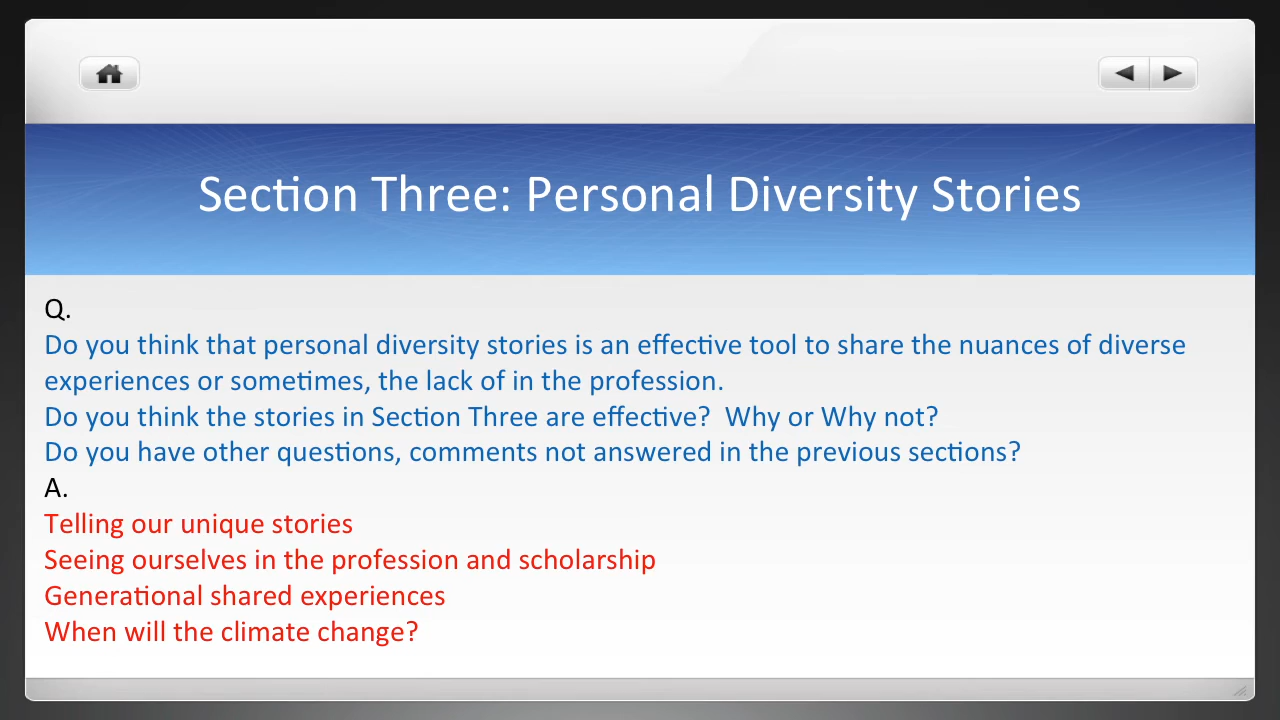 Section Three: Personal Diversity Stories
Q.
Do you think that personal diversity stories is an effective tool to share the nuances of diverse
experiences or sometimes, the lack of in the profession.
Do you think the stories in Section Three are effective?  Why or Why not?
Do you have other questions, comments not answered in the previous sections?
A.
Telling our unique stories
Seeing ourselves in the profession and scholarship
Generational shared experiences
When will the climate change?